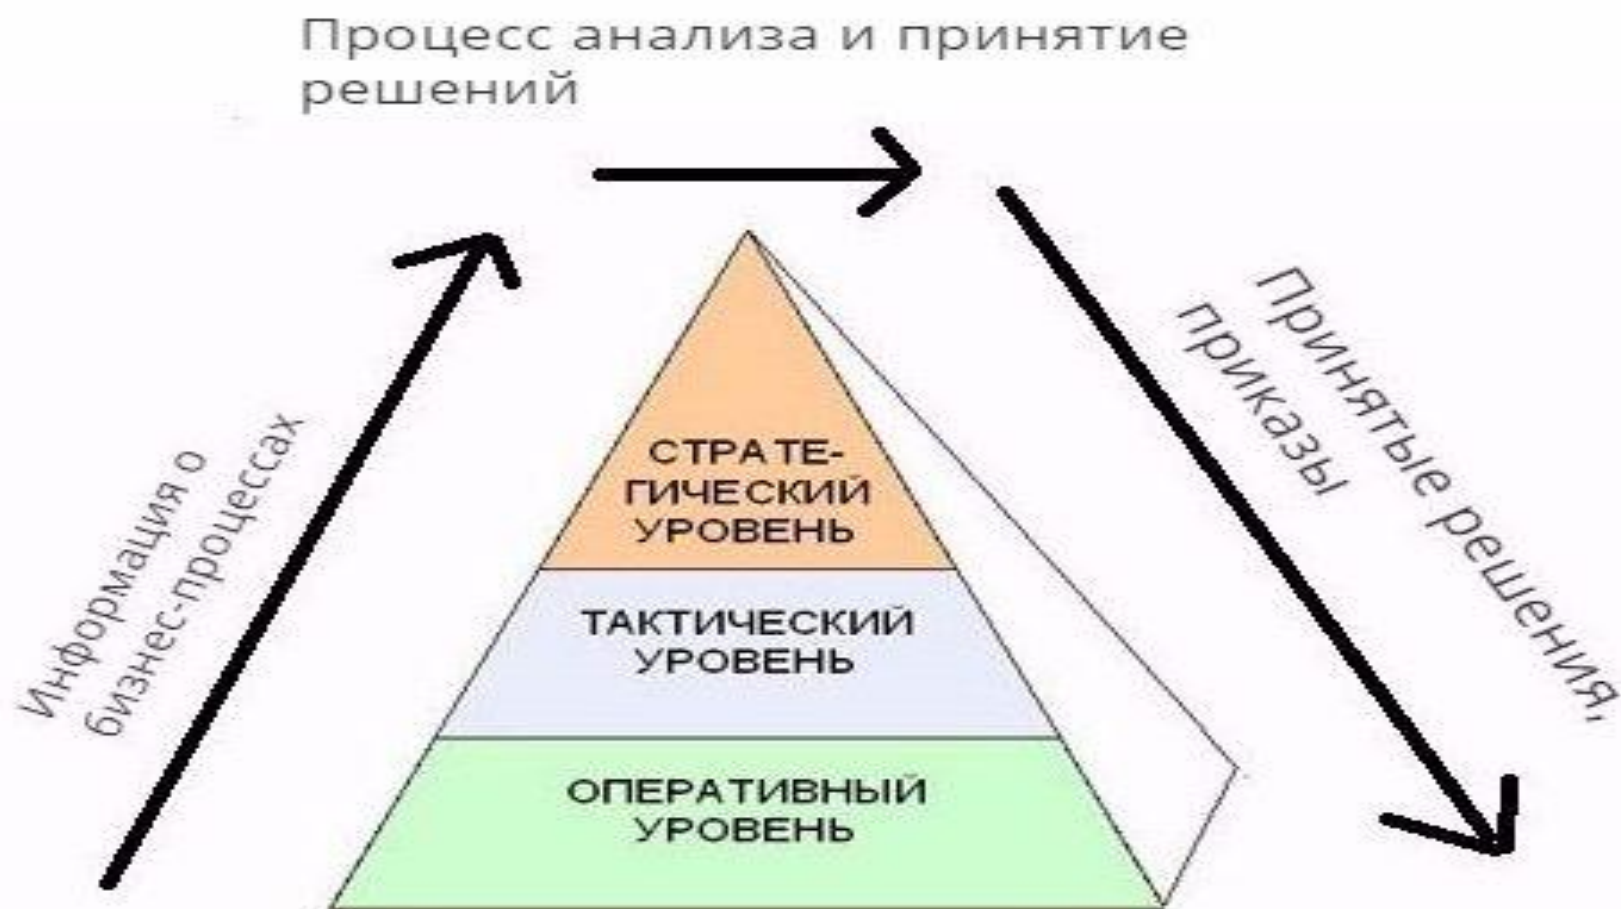 Процесс анализа и принятие
решений
Информация о
бизнес-процессах
Принятые решения,
приказы
СТРАТЕ-
ГИЧЕСКИЙ
УРОВЕНЬ
ТАКТИЧЕСКИЙ
УРОВЕНЬ
ОПЕРАТИВНЫЙ
УРОВЕНЬ